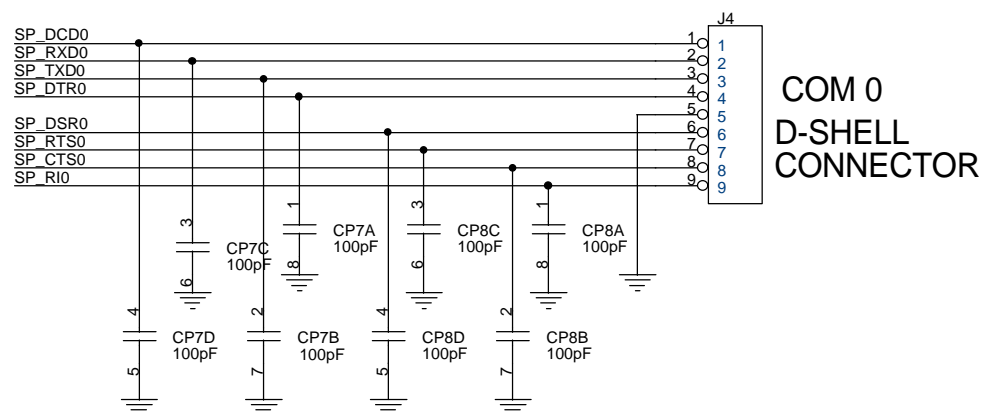 J4
SP_DCD0 1 1
SP_RXD0 2 2
SP_TXD0 3 3
SP_DTR0 4 4
5 5
SP_DSR0 6 6
SP_RTS0 7 7
SP_CTS0 8 8
SP_RI0 9 9
COM 0
D-SHELL
CONNECTOR
3 CP7C
100pF
6
1 CP7A
100pF
8
3 CP8C
100pF
6
1 CP8A
100pF
8
4 CP7D
100pF
5
2 CP7B
100pF
7
4 CP8D
100pF
5
2 CP8B
100pF
7